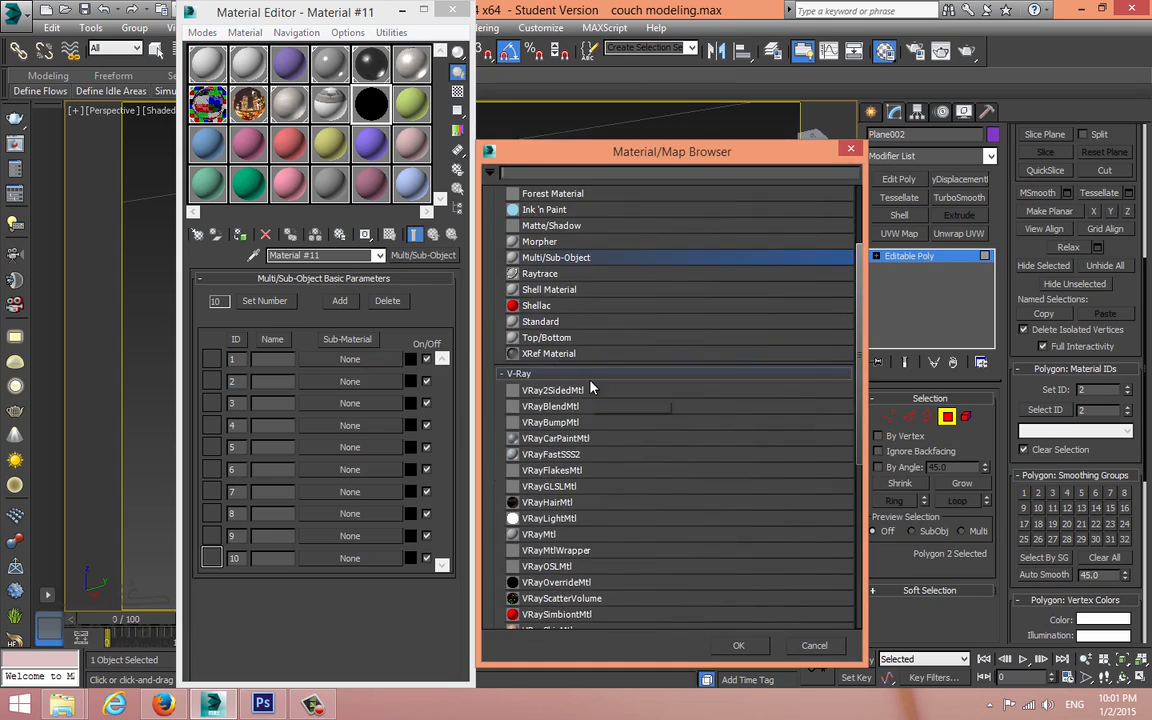 Material Editor - Material #11
x64 - Student Version couch modeling.max
Type a keyword or phrase
Edit Tools Group
Modes Material Navigation Options Utilities
Customize MAXScript Help
All
Create Selection Se
Modeling Freeform
Define Flows Define Idle Areas
[+] [Perspective] [Shaded
Material #11 Multi/Sub-Object
Multi/Sub-Object Basic Parameters
10 Set Number Add Delete
ID Name Sub-Material On/Off
1 None
2 None
3 None
4 None
5 None
6 None
7 None
8 None
9 None
10 None
Material/Map Browser
Forest Material
Ink 'n Paint
Matte/Shadow
Morpher
Multi/Sub-Object
Raytrace
Shell Material
Shellac
Standard
Top/Bottom
XRef Material
- V-Ray
VRay2SidedMtl
VRayBlendMtl
VRayBumpMtl
VRayCarPaintMtl
VRayFastSSS2
VRayFlakesMtl
VRayGLSLMtl
VRayHairMtl
VRayLightMtl
VRayMtl
VRayMtlWrapper
VRayOSLMtl
VRayOverrideMtl
VRayScatterVolume
VRaySimbiontMtl
OK Cancel
Plane002
Modifier List
Edit Poly yDisplacement
Tessellate TurboSmooth
Shell Extrude
UVW Map Unwrap UVW
Editable Poly
- Selection
By Vertex
Ignore Backfacing
By Angle: 45.0
Shrink Grow
Ring Loop
Preview Selection
Off SubObj Multi
Polygon 2 Selected
+ Soft Selection
Slice Plane Split
Slice Reset Plane
QuickSlice Cut
MSmooth Tessellate
Make Planar X Y Z
View Align Grid Align
Relax
Hide Selected Unhide All
Hide Unselected
Named Selections:
Copy Paste
Delete Isolated Vertices
Full Interactivity
- Polygon: Material IDs
Set ID: 2
Select ID 2
Clear Selection
- Polygon: Smoothing Groups
1 2 3 4 5 6 7 8
9 10 11 12 13 14 15 16
17 18 19 20 21 22 23 24
25 26 27 28 29 30 31 32
Select By SG Clear All
Auto Smooth 45.0
- Polygon: Vertex Colors
Color:
Illumination:
0 / 100
0 10
1 Object Selected
Welcome to M
Click or click-and-drag
Add Time Tag
Set Key Key Filters...
Selected
0
ENG
10:01 PM
1/2/2015